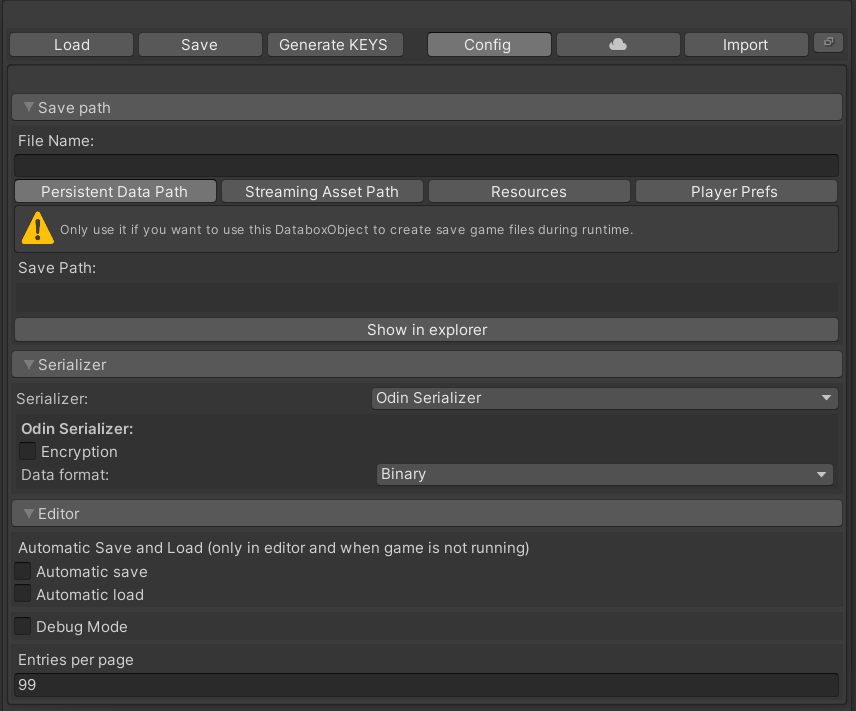 Load Save Generate KEYS Config Import
Save path
File Name:
Persistent Data Path Streaming Asset Path Resources Player Prefs
Only use it if you want to use this DataboxObject to create save game files during runtime.
Save Path:
Show in explorer
Serializer
Serializer: Odin Serializer
Odin Serializer:
Encryption
Data format: Binary
Editor
Automatic Save and Load (only in editor and when game is not running)
Automatic save
Automatic load
Debug Mode
Entries per page
99